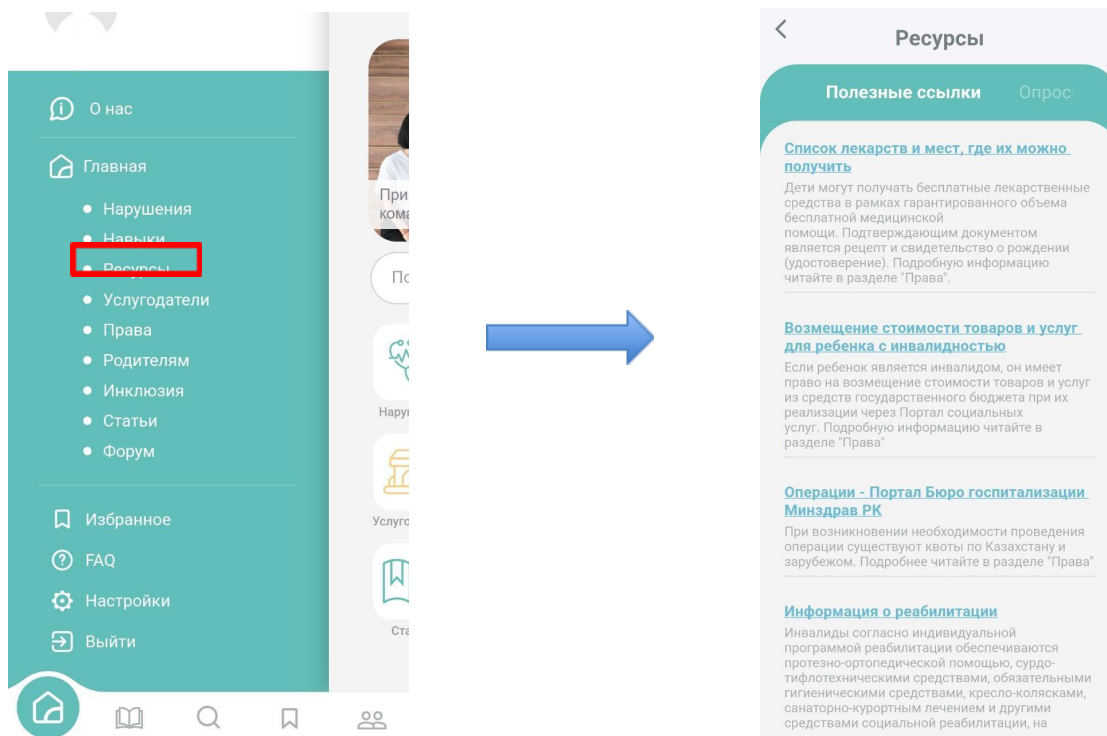 О нас
Главная
Нарушения
Навыки
Ресурсы
Услугодатели
Права
Родителям
Инклюзия
Статьи
Форум
Избранное
FAQ
Настройки
Выйти
При
кома
По
Нару
Услуго
Ста
Ресурсы
Полезные ссылки Опрос
Список лекарств и мест, где их можно
получить
Дети могут получать бесплатные лекарственные
средства в рамках гарантированного объема
бесплатной медицинской
помощи. Подтверждающим документом
является рецепт и свидетельство о рождении
(удостоверение). Подробную информацию
читайте в разделе "Права".
Возмещение стоимости товаров и услуг
для ребенка с инвалидностью
Если ребенок является инвалидом, он имеет
право на возмещение стоимости товаров и услуг
из средств государственного бюджета при их
реализации через Портал социальных
услуг. Подробную информацию читайте в
разделе "Права"
Операции - Портал Бюро госпитализации
Минздрав РК
При возникновении необходимости проведения
операции существуют квоты по Казахстану и
зарубежом. Подробнее читайте в разделе "Права"
Информация о реабилитации
Инвалиды согласно индивидуальной
программой реабилитации обеспечиваются
протезно-ортопедической помощью, сурдо-
тифлотехническими средствами, обязательными
гигиеническими средствами, кресло-колясками,
санаторно-курортным лечением и другими
средствами социальной реабилитации, на